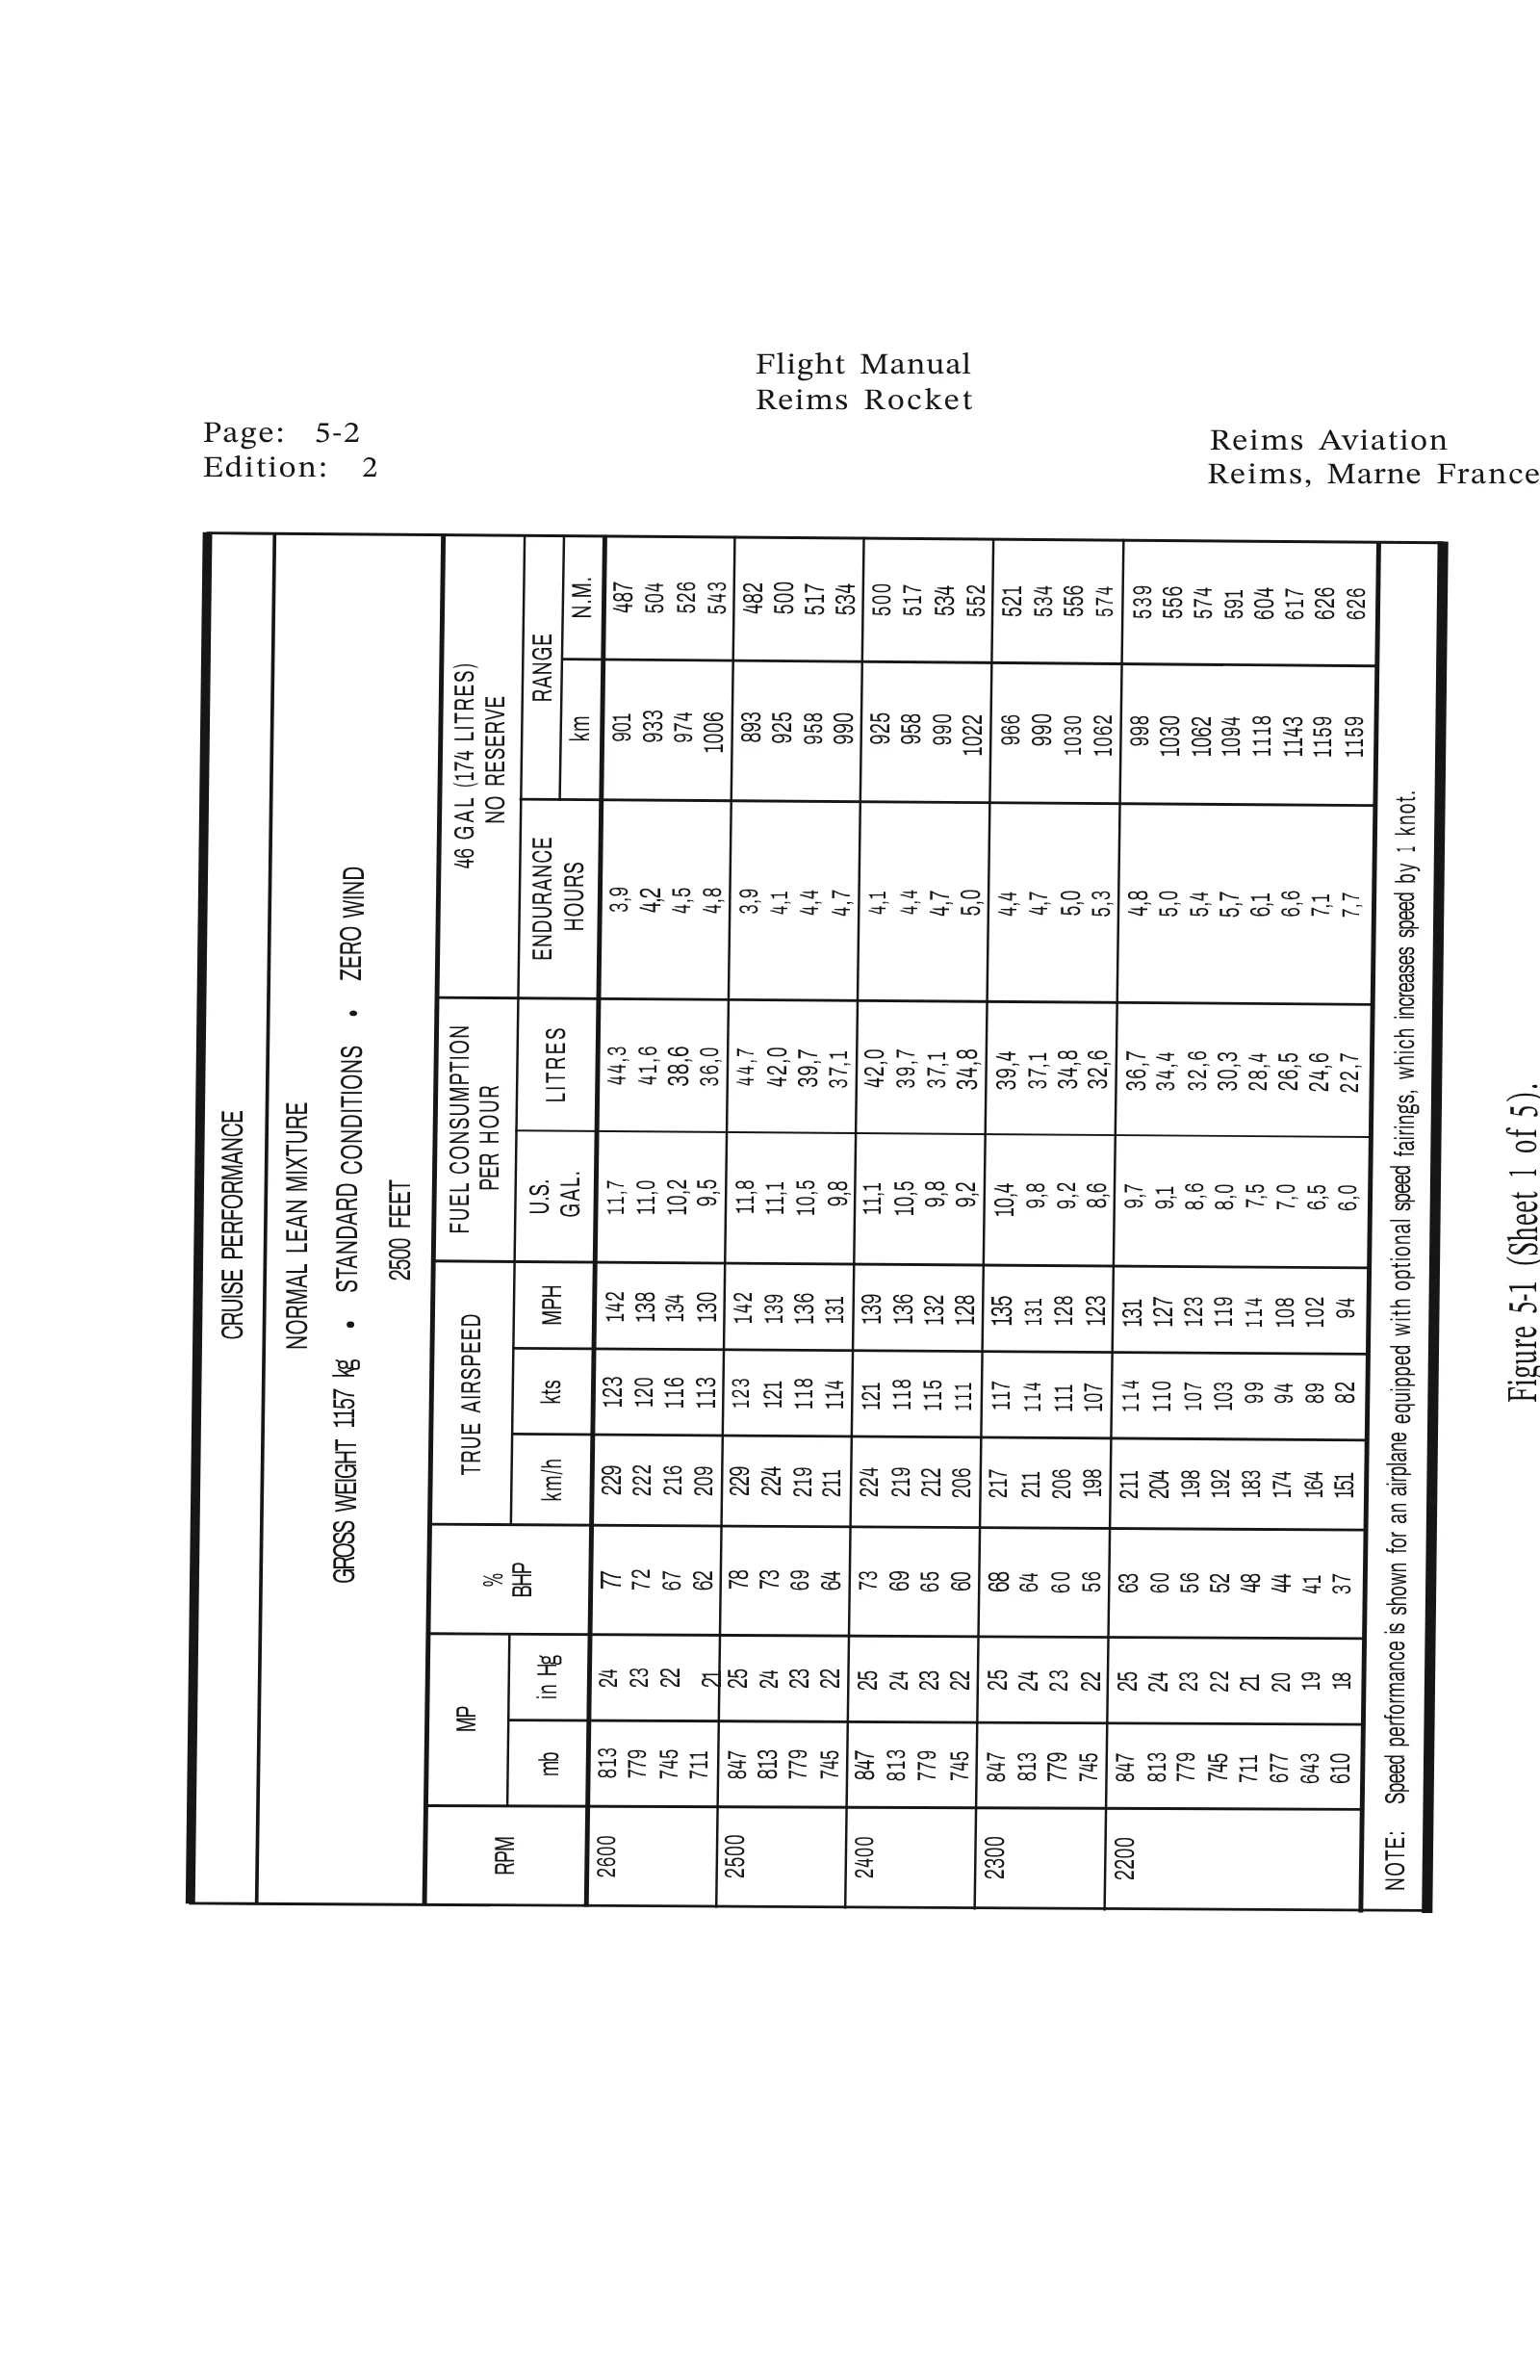 Flight Manual
Reims Rocket
Page: 5-2
Edition: 2
Reims Aviation
Reims, Marne France
CRUISE PERFORMANCE
NORMAL LEAN MIXTURE
GROSS WEIGHT 1157 kg • STANDARD CONDITIONS • ZERO WIND
2500 FEET
RPM MP % BHP TRUE AIRSPEED FUEL CONSUMPTION PER HOUR 46 GAL (174 LITRES) NO RESERVE
mb in Hg km/h kts MPH U.S. GAL. LITRES ENDURANCE HOURS RANGE
km N.M.
2600 813 24 77 229 123 142 11,7 44,3 3,9 901 487
779 23 72 222 120 138 11,0 41,6 4,2 933 504
745 22 67 216 116 134 10,2 38,6 4,5 974 526
711 21 62 209 113 130 9,5 36,0 4,8 1006 543
2500 847 25 78 229 123 142 11,8 44,7 3,9 893 482
813 24 73 224 121 139 11,1 42,0 4,1 925 500
779 23 69 219 118 136 10,5 39,7 4,4 958 517
745 22 64 211 114 131 9,8 37,1 4,7 990 534
2400 847 25 73 224 121 139 11,1 42,0 4,1 925 500
813 24 69 219 118 136 10,5 39,7 4,4 958 517
779 23 65 212 115 132 9,8 37,1 4,7 990 534
745 22 60 206 111 128 9,2 34,8 5,0 1022 552
2300 847 25 68 217 117 135 10,4 39,4 4,4 966 521
813 24 64 211 114 131 9,8 37,1 4,7 990 534
779 23 60 206 111 128 9,2 34,8 5,0 1030 556
745 22 56 198 107 123 8,6 32,6 5,3 1062 574
2200 847 25 63 211 114 131 9,7 36,7 4,8 998 539
813 24 60 204 110 127 9,1 34,4 5,0 1030 556
779 23 56 198 107 123 8,6 32,6 5,4 1062 574
745 22 52 192 103 119 8,0 30,3 5,7 1094 591
711 21 48 183 99 114 7,5 28,4 6,1 1118 604
677 20 44 174 94 108 7,0 26,5 6,6 1143 617
643 19 41 164 89 102 6,5 24,6 7,1 1159 626
610 18 37 151 82 94 6,0 22,7 7,7 1159 626
NOTE: Speed performance is shown for an airplane equipped with optional speed fairings, which increases speed by 1 knot.
Figure 5-1 (Sheet 1 of 5).